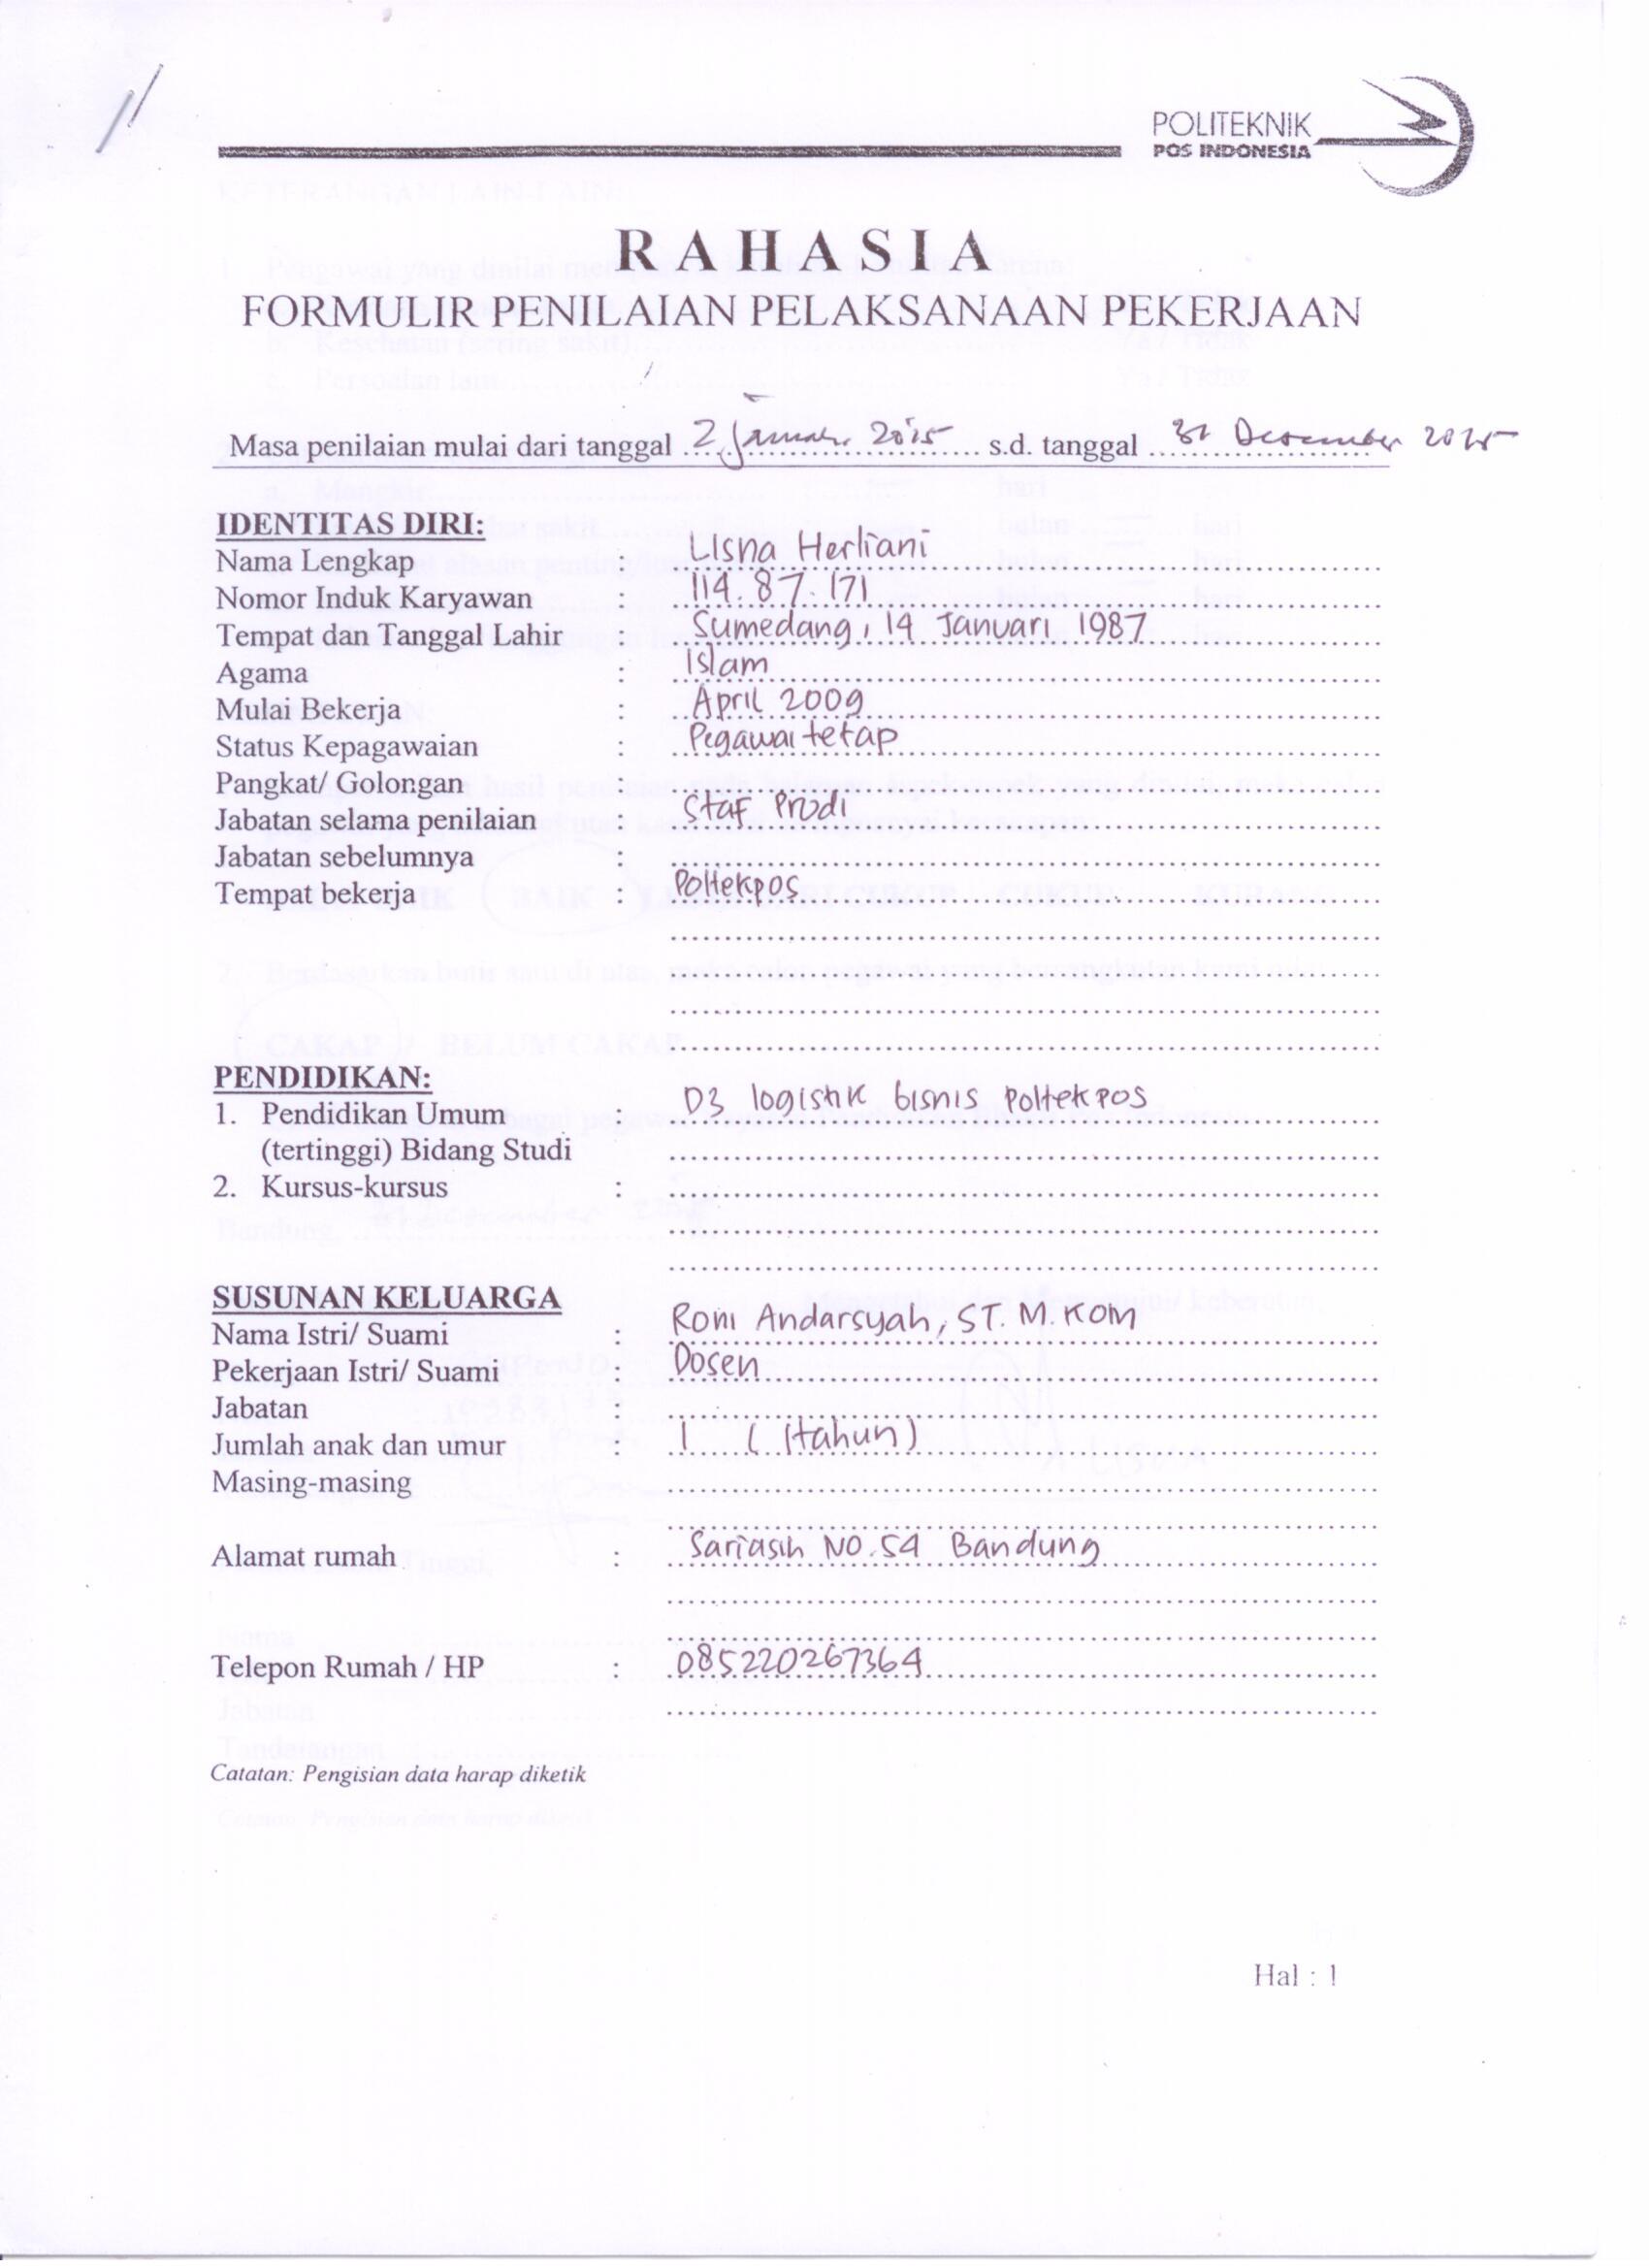 POLITEKNIK
POS INDONESIA
RAHASIA
FORMULIR PENILAIAN PELAKSANAAN PEKERJAAN
Masa penilaian mulai dari tanggal 2 Januari 2015 s.d. tanggal 31 Desember 2015
IDENTITAS DIRI:
Nama Lengkap : Lisna Herliani
Nomor Induk Karyawan : 114.87.171
Tempat dan Tanggal Lahir : Sumedang, 14 Januari 1987
Agama : Islam
Mulai Bekerja : April 2009
Status Kepagawaian : Pegawai tetap
Pangkat/ Golongan :
Jabatan selama penilaian : Staf Prodi
Jabatan sebelumnya :
Tempat bekerja : Poltekpos
PENDIDIKAN:
1. Pendidikan Umum D3 logistik bisnis Poltekpos
(tertinggi) Bidang Studi
2. Kursus-kursus :
SUSUNAN KELUARGA
Nama Istri/ Suami : Roni Andarsyah, ST. M.KOM
Pekerjaan Istri/ Suami : Dosen
Jabatan :
Jumlah anak dan umur : 1 (1 tahun)
Masing-masing
Alamat rumah : Sariasih NO.54 Bandung
Telepon Rumah / HP : 085220267364
Catatan: Pengisian data harap diketik
Hal : 1